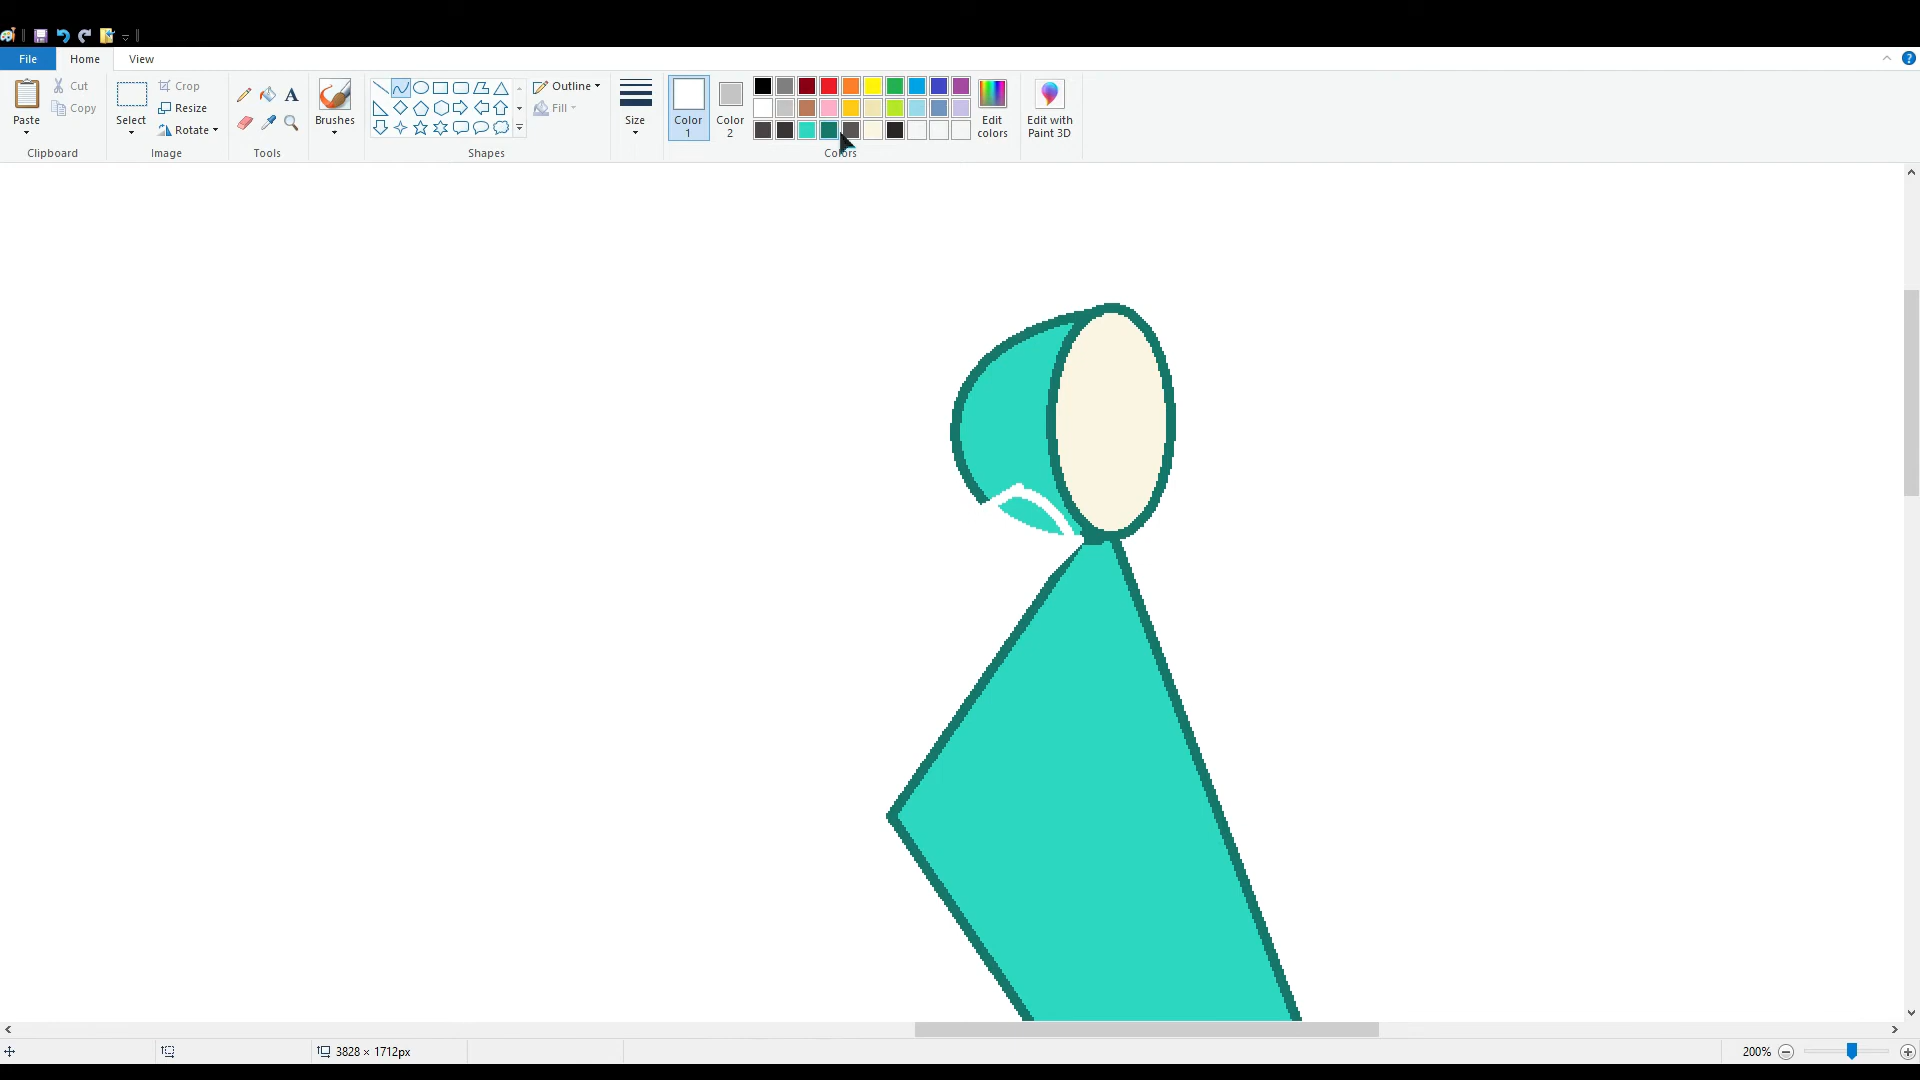 File Home View
Paste
Cut
Copy
Clipboard
Select
Crop
Resize
Rotate
Image
A
Tools
Brushes
Shapes
Outline
Fill
Size
Color 1
Color 2
Colors
Edit colors
Edit with Paint 3D
?
3828 × 1712px
200%